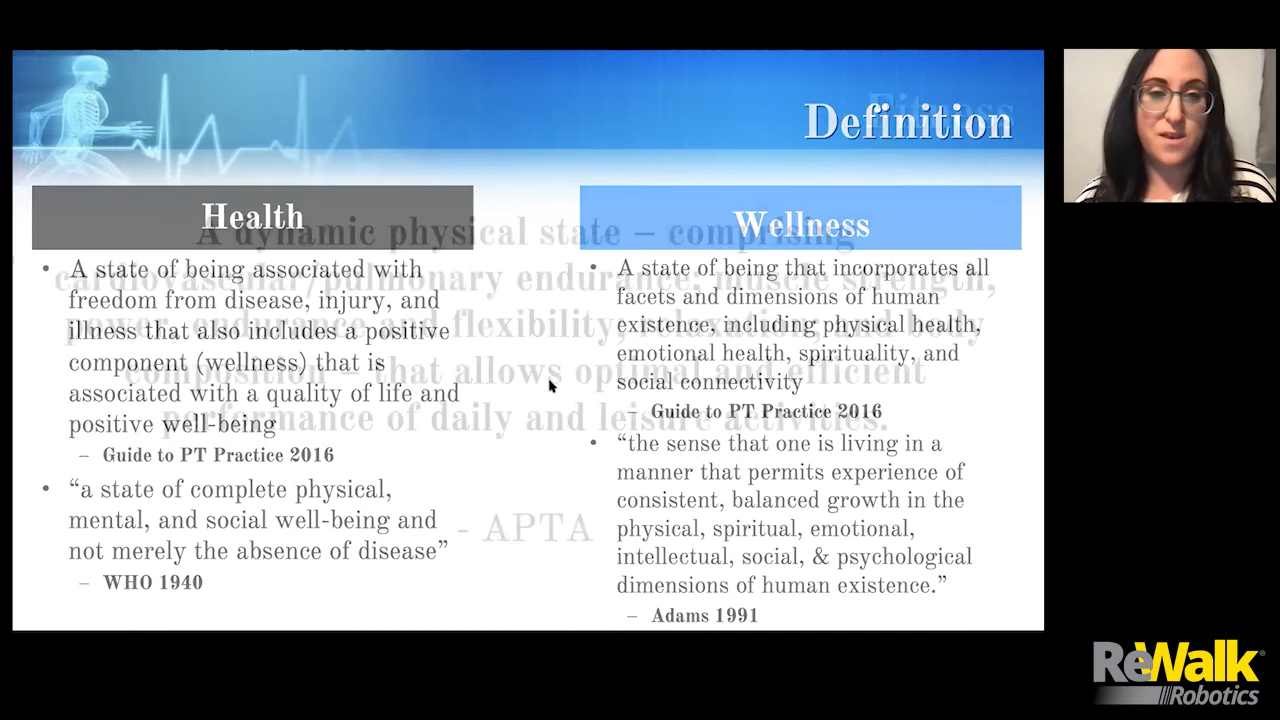 Fitness
Definition
Health
Wellness
A dynamic physical state – comprising
cardiovascular/pulmonary endurance; muscle strength,
power, endurance and flexibility; relaxation; and body
composition – that allows optimal and efficient
performance of daily and leisure activities.
- APTA
• A state of being associated with
freedom from disease, injury, and
illness that also includes a positive
component (wellness) that is
associated with a quality of life and
positive well-being
– Guide to PT Practice 2016
• “a state of complete physical,
mental, and social well-being and
not merely the absence of disease”
– WHO 1940
• A state of being that incorporates all
facets and dimensions of human
existence, including physical health,
emotional health, spirituality, and
social connectivity
– Guide to PT Practice 2016
• “the sense that one is living in a
manner that permits experience of
consistent, balanced growth in the
physical, spiritual, emotional,
intellectual, social, & psychological
dimensions of human existence.”
– Adams 1991
ReWalk®
Robotics